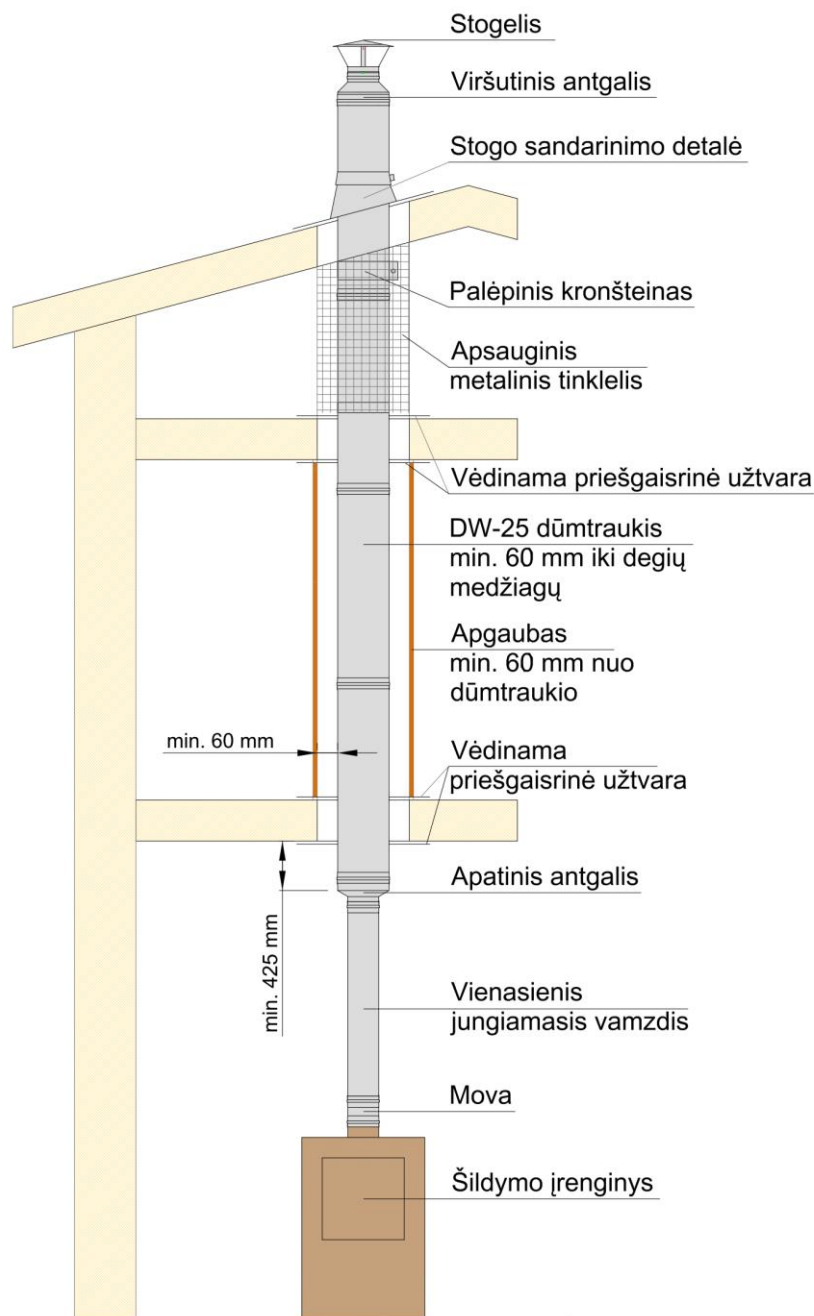 Stogelis
Viršutinis antgalis
Stogo sandarinimo detalė
Palėpinis kronšteinas
Apsauginis
metalinis tinklelis
Vėdinama priešgaisrinė užtvara
DW-25 dūmtraukis
min. 60 mm iki degių
medžiagų
Apgaubas
min. 60 mm nuo
dūmtraukio
min. 60 mm
Vėdinama
priešgaisrinė užtvara
Apatinis antgalis
min. 425 mm
Vienasienis
jungiamasis vamzdis
Mova
Šildymo įrenginys